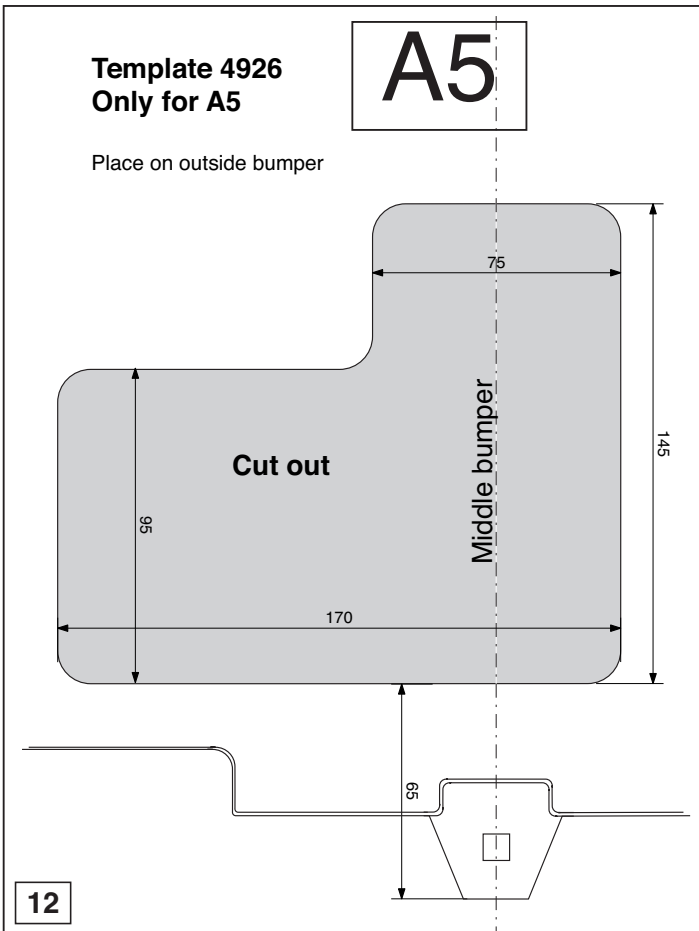 Template 4926
Only for A5
A5
Place on outside bumper
75
145
Middle bumper
Cut out
95
170
65
12